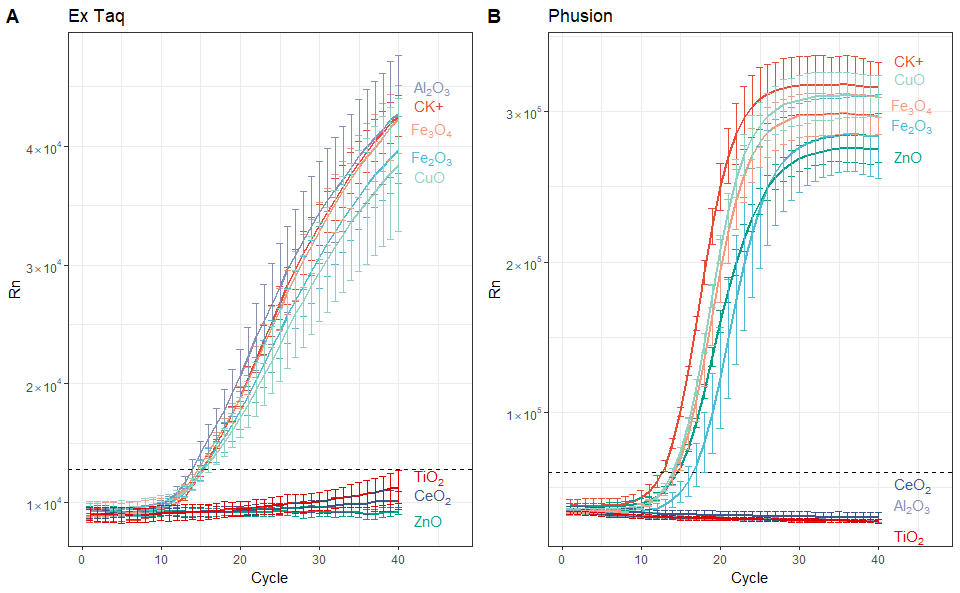 A
Ex Taq
Rn
4×10⁴
3×10⁴
2×10⁴
1×10⁴
Al₂O₃
CK+
Fe₃O₄
Fe₂O₃
CuO
TiO₂
CeO₂
ZnO
0 10 20 30 40
Cycle
B
Phusion
Rn
3×10⁵
2×10⁵
1×10⁵
CK+
CuO
Fe₃O₄
Fe₂O₃
ZnO
CeO₂
Al₂O₃
TiO₂
0 10 20 30 40
Cycle